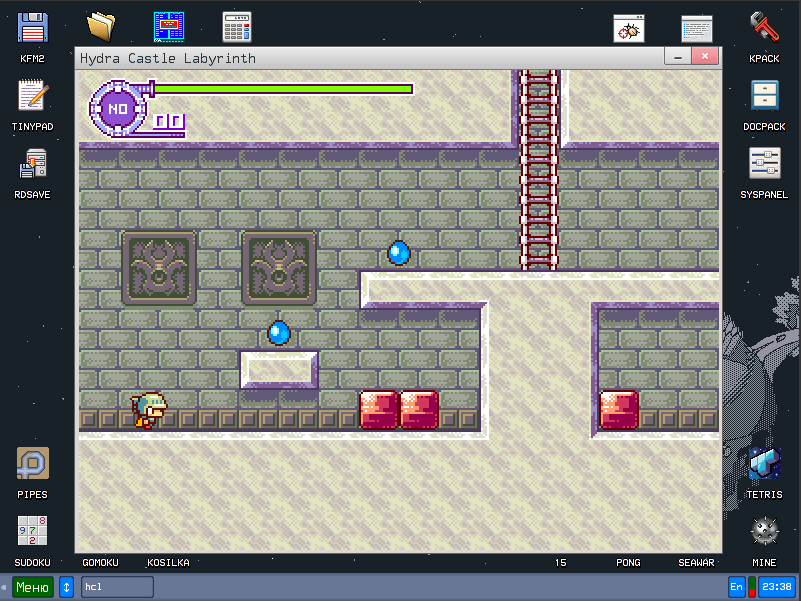 KFM2
KPACK
Hydra Castle Labyrinth
NO
TINYPAD
DOCPACK
RDSAVE
SYSPANEL
PIPES
TETRIS
SUDOKU
GOMOKU
KOSILKA
15
PONG
SEAWAR
MINE
Меню
hcl
En
23:38